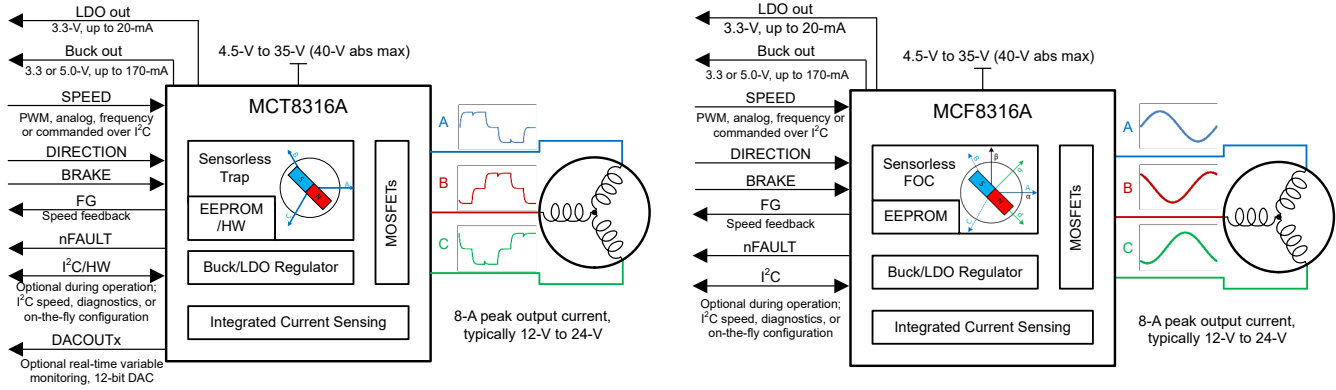 LDO out
3.3-V, up to 20-mA
Buck out
3.3 or 5.0-V, up to 170-mA
4.5-V to 35-V (40-V abs max)
SPEED
PWM, analog, frequency
or commanded over I²C
DIRECTION
BRAKE
FG
Speed feedback
nFAULT
I²C/HW
Optional during operation;
I²C speed, diagnostics, or
on-the-fly configuration
DACOUTx
Optional real-time variable
monitoring, 12-bit DAC
MCT8316A
Sensorless
Trap
EEPROM
/HW
B
A
C
S
N
MOSFETs
Buck/LDO Regulator
Integrated Current Sensing
A
B
C
8-A peak output current,
typically 12-V to 24-V
LDO out
3.3-V, up to 20-mA
Buck out
3.3 or 5.0-V, up to 170-mA
4.5-V to 35-V (40-V abs max)
SPEED
PWM, analog, frequency or
commanded over I²C
DIRECTION
BRAKE
FG
Speed feedback
nFAULT
I²C
Optional during operation;
I²C speed, diagnostics, or
on-the-fly configuration
MCF8316A
Sensorless
FOC
EEPROM
β
B
A
α
C
S
N
MOSFETs
Buck/LDO Regulator
Integrated Current Sensing
A
B
C
8-A peak output current,
typically 12-V to 24-V